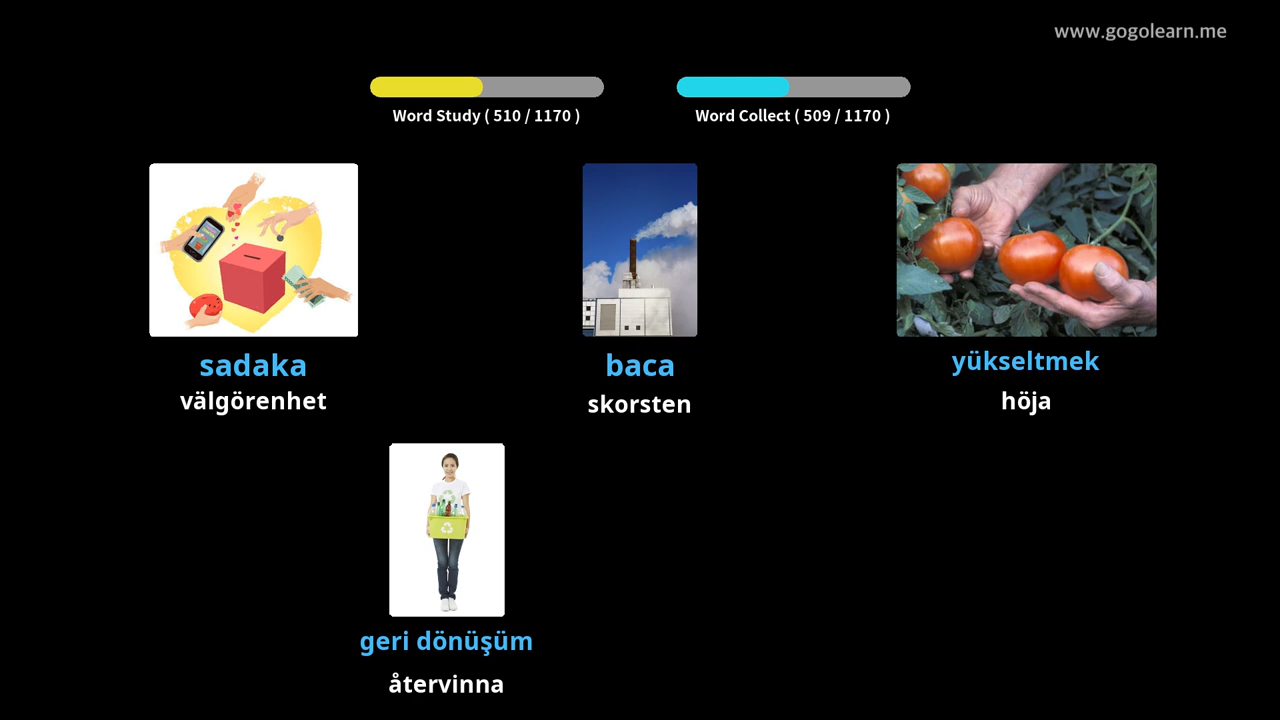 www.gogolearn.me
Word Study ( 510 / 1170 )
Word Collect ( 509 / 1170 )
sadaka
välgörenhet
baca
skorsten
yükseltmek
höja
geri dönüşüm
återvinna